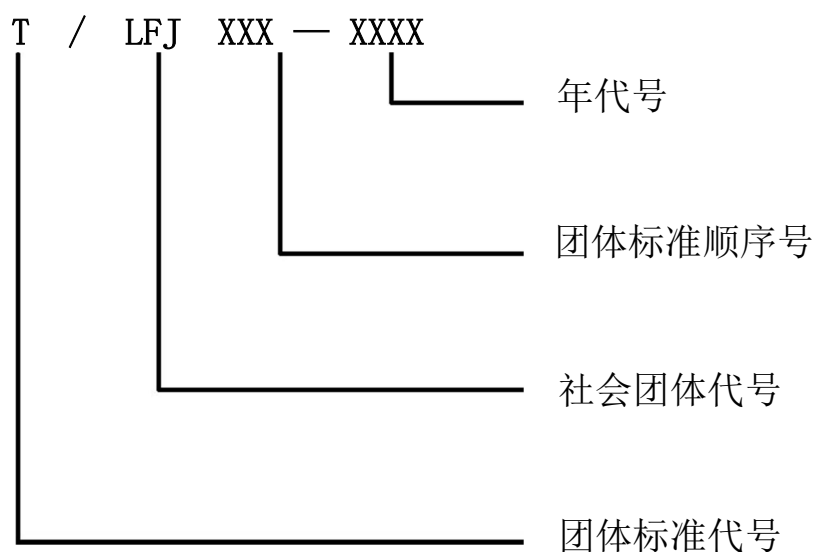 T / LFJ XXX — XXXX
年代号
团体标准顺序号
社会团体代号
团体标准代号